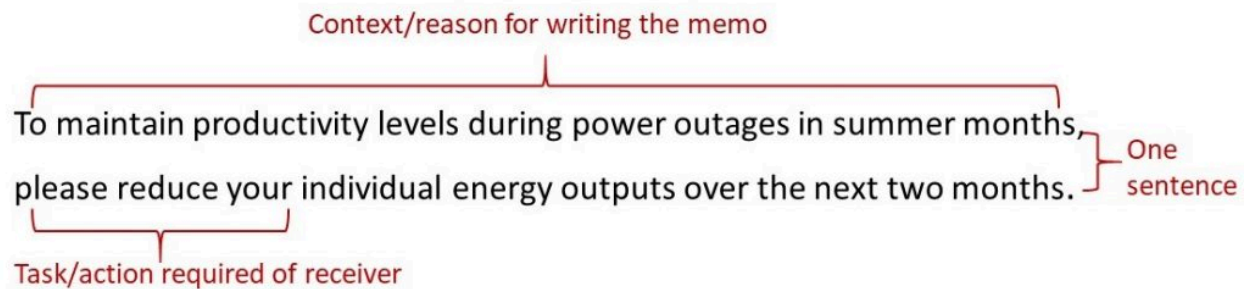 Context/reason for writing the memo
To maintain productivity levels during power outages in summer months,
please reduce your individual energy outputs over the next two months.
One
sentence
Task/action required of receiver